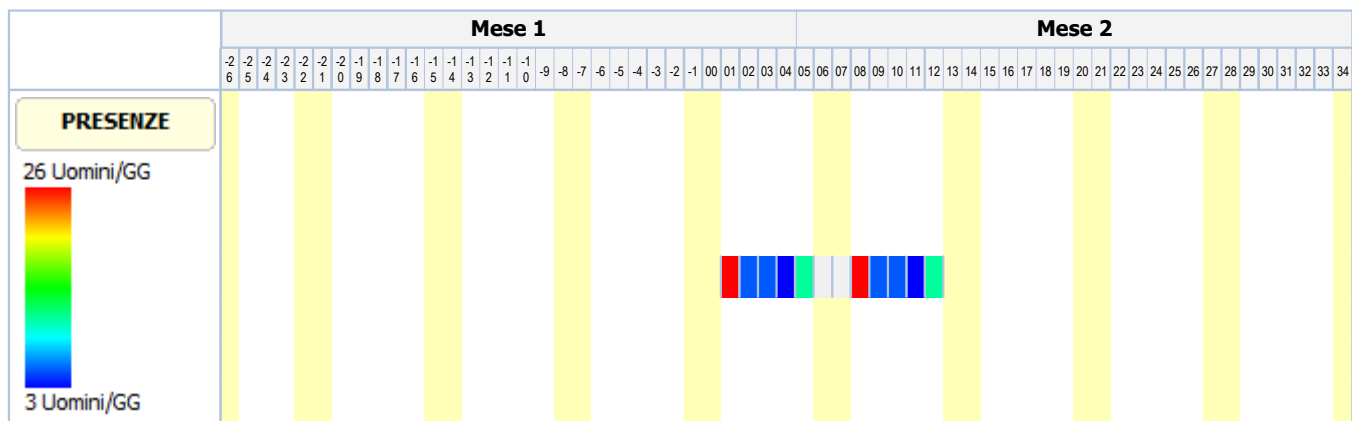 Mese 1 Mese 2
-26 -25 -24 -23 -22 -21 -20 -19 -18 -17 -16 -15 -14 -13 -12 -11 -10 -9 -8 -7 -6 -5 -4 -3 -2 -1 00 01 02 03 04 05 06 07 08 09 10 11 12 13 14 15 16 17 18 19 20 21 22 23 24 25 26 27 28 29 30 31 32 33 34
PRESENZE
26 Uomini/GG
3 Uomini/GG